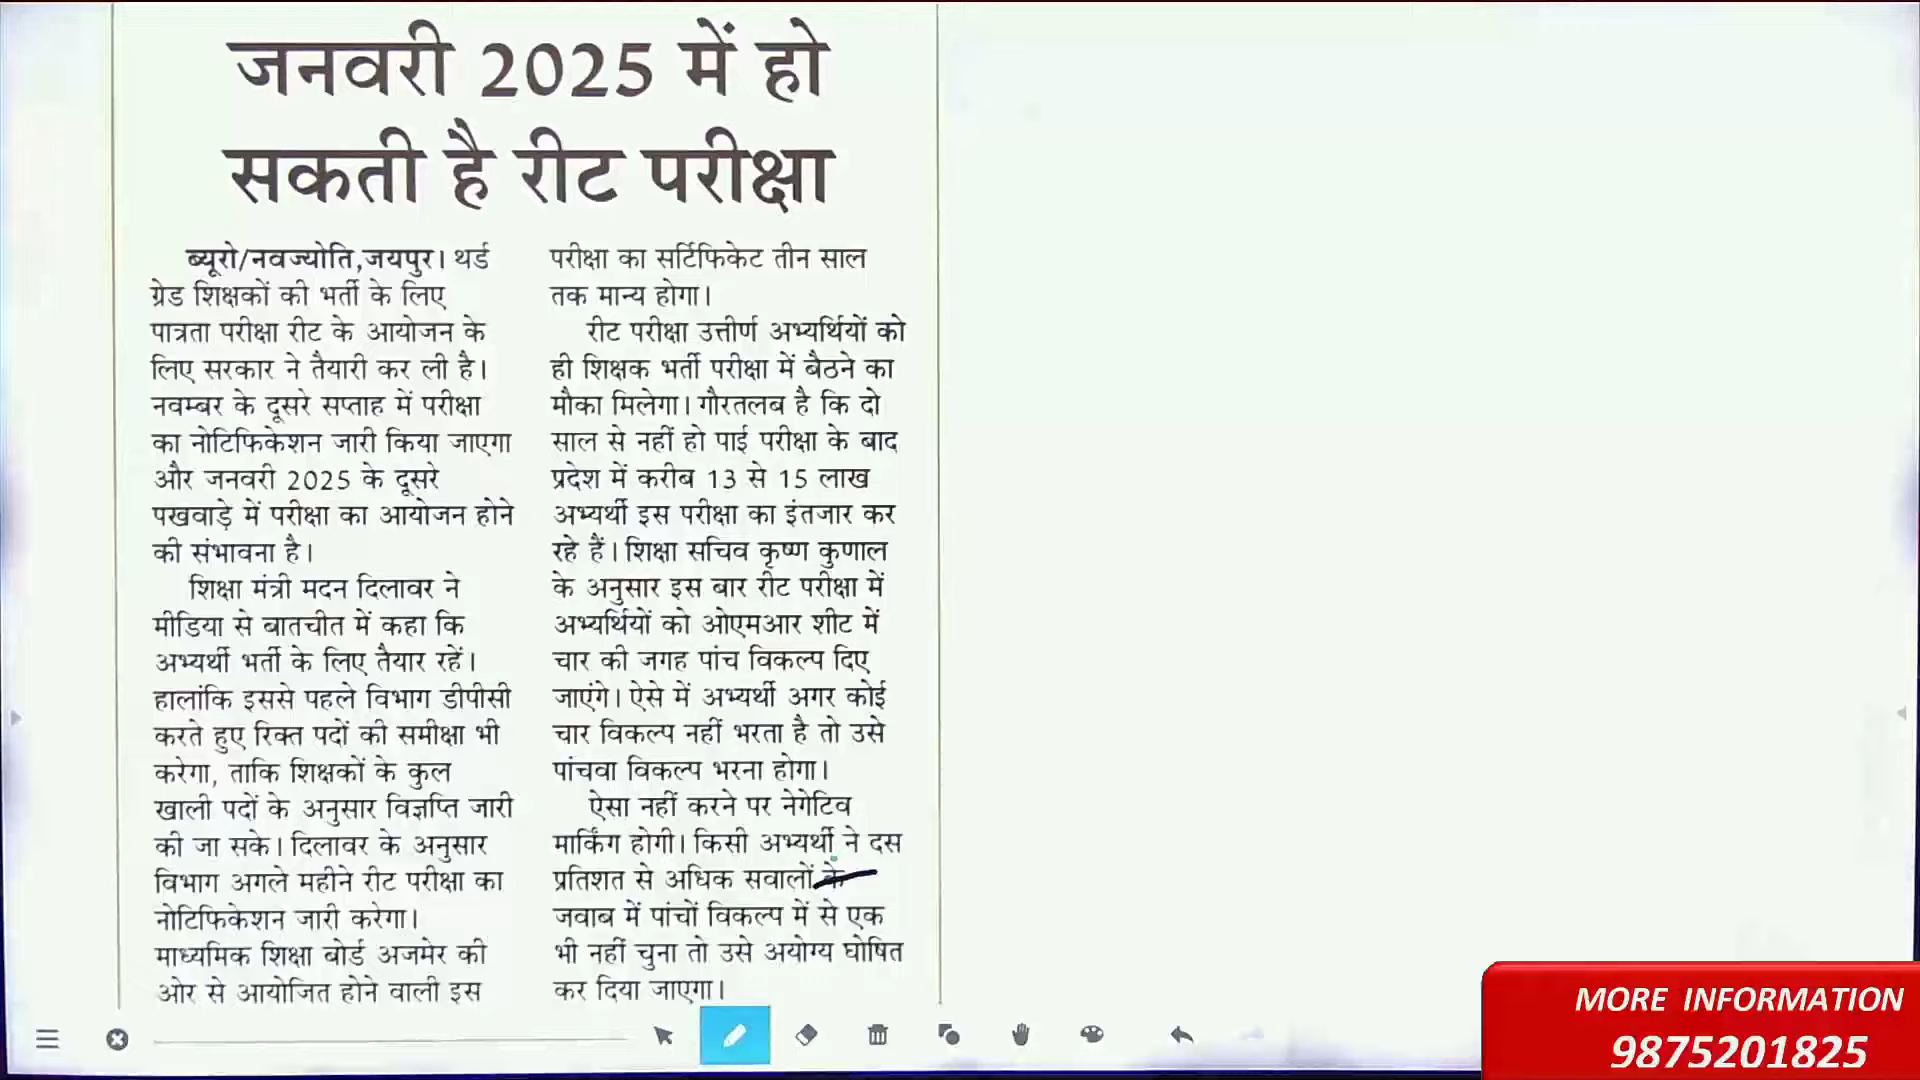 जनवरी 2025 में हो
सकती है रीट परीक्षा
ब्यूरो/नवज्योति,जयपुर। थर्ड
ग्रेड शिक्षकों की भर्ती के लिए
पात्रता परीक्षा रीट के आयोजन के
लिए सरकार ने तैयारी कर ली है।
नवम्बर के दूसरे सप्ताह में परीक्षा
का नोटिफिकेशन जारी किया जाएगा
और जनवरी 2025 के दूसरे
पखवाड़े में परीक्षा का आयोजन होने
की संभावना है।
शिक्षा मंत्री मदन दिलावर ने
मीडिया से बातचीत में कहा कि
अभ्यर्थी भर्ती के लिए तैयार रहें।
हालांकि इससे पहले विभाग डीपीसी
करते हुए रिक्त पदों की समीक्षा भी
करेगा, ताकि शिक्षकों के कुल
खाली पदों के अनुसार विज्ञप्ति जारी
की जा सके। दिलावर के अनुसार
विभाग अगले महीने रीट परीक्षा का
नोटिफिकेशन जारी करेगा।
माध्यमिक शिक्षा बोर्ड अजमेर की
ओर से आयोजित होने वाली इस
परीक्षा का सर्टिफिकेट तीन साल
तक मान्य होगा।
रीट परीक्षा उत्तीर्ण अभ्यर्थियों को
ही शिक्षक भर्ती परीक्षा में बैठने का
मौका मिलेगा। गौरतलब है कि दो
साल से नहीं हो पाई परीक्षा के बाद
प्रदेश में करीब 13 से 15 लाख
अभ्यर्थी इस परीक्षा का इंतजार कर
रहे हैं। शिक्षा सचिव कृष्ण कुणाल
के अनुसार इस बार रीट परीक्षा में
अभ्यर्थियों को ओएमआर शीट में
चार की जगह पांच विकल्प दिए
जाएंगे। ऐसे में अभ्यर्थी अगर कोई
चार विकल्प नहीं भरता है तो उसे
पांचवा विकल्प भरना होगा।
ऐसा नहीं करने पर नेगेटिव
मार्किंग होगी। किसी अभ्यर्थी ने दस
प्रतिशत से अधिक सवालों के
जवाब में पांचों विकल्प में से एक
भी नहीं चुना तो उसे अयोग्य घोषित
कर दिया जाएगा।
MORE INFORMATION
9875201825